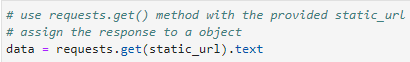 # use requests.get() method with the provided static_url
# assign the response to a object
data = requests.get(static_url).text